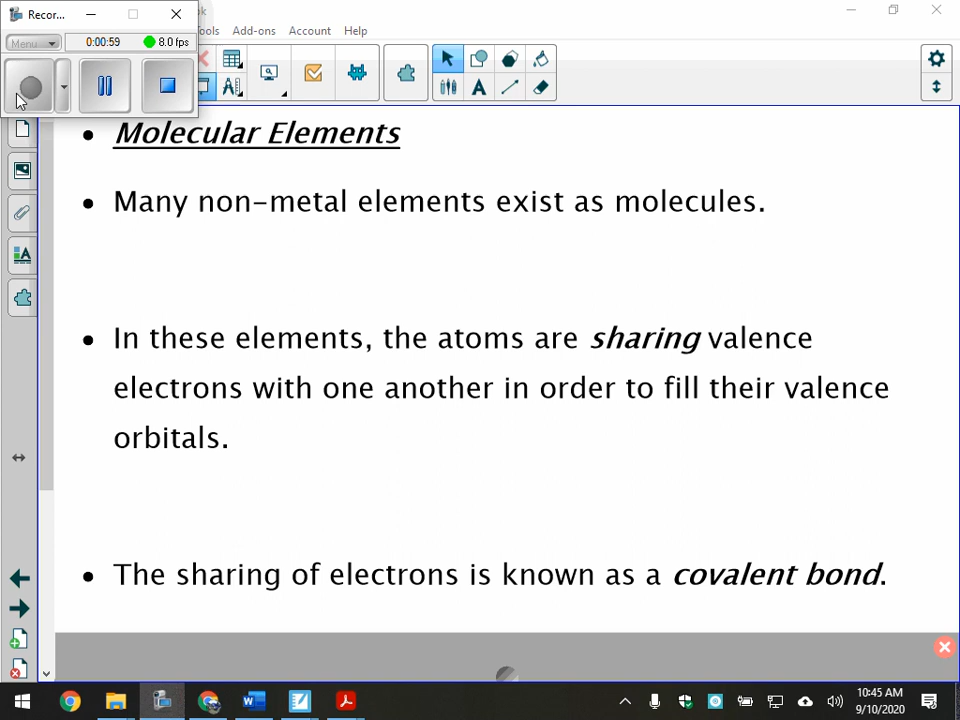 Recor...
Menu
0:00:59
8.0 fps
k
Tools Add-ons Account Help
• Molecular Elements
• Many non-metal elements exist as molecules.
• In these elements, the atoms are sharing valence
electrons with one another in order to fill their valence
orbitals.
• The sharing of electrons is known as a covalent bond.
10:45 AM
9/10/2020